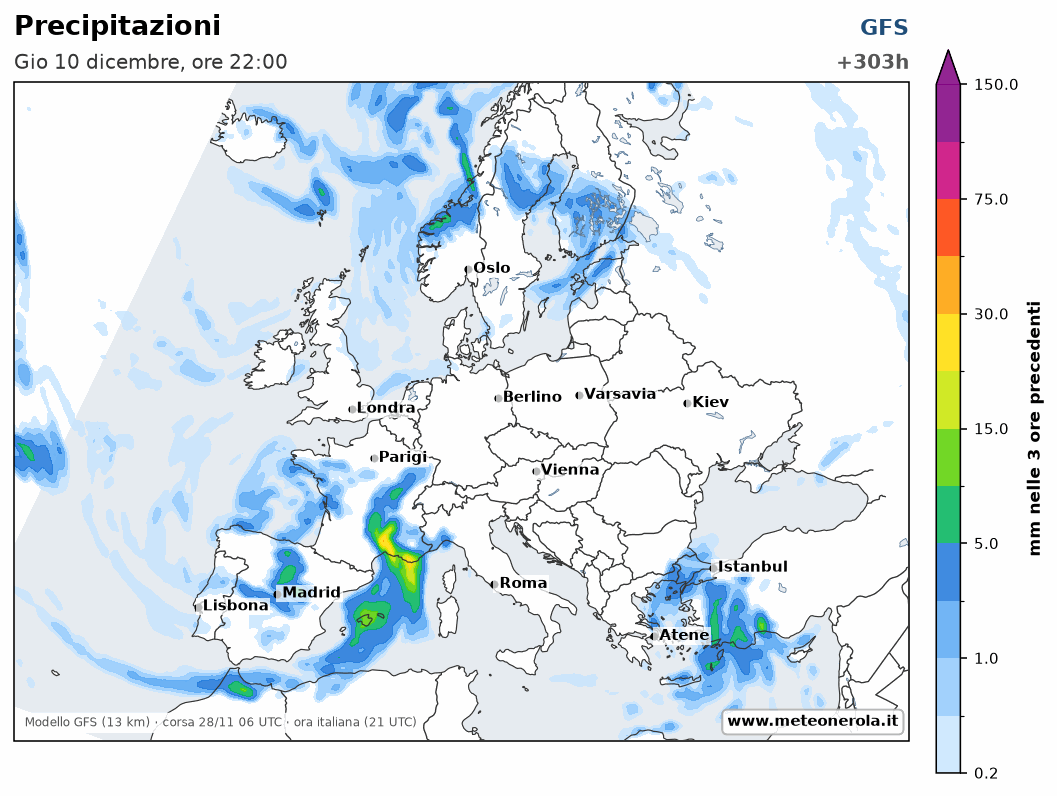 Precipitazioni
GFS
Gio 10 dicembre, ore 22:00
+303h
150.0
75.0
30.0
15.0
5.0
1.0
0.2
mm nelle 3 ore precedenti
Oslo
Londra
Berlino
Varsavia
Kiev
Parigi
Vienna
Istanbul
Roma
Madrid
Lisbona
Atene
Modello GFS (13 km) · corsa 28/11 06 UTC · ora italiana (21 UTC)
www.meteonerola.it